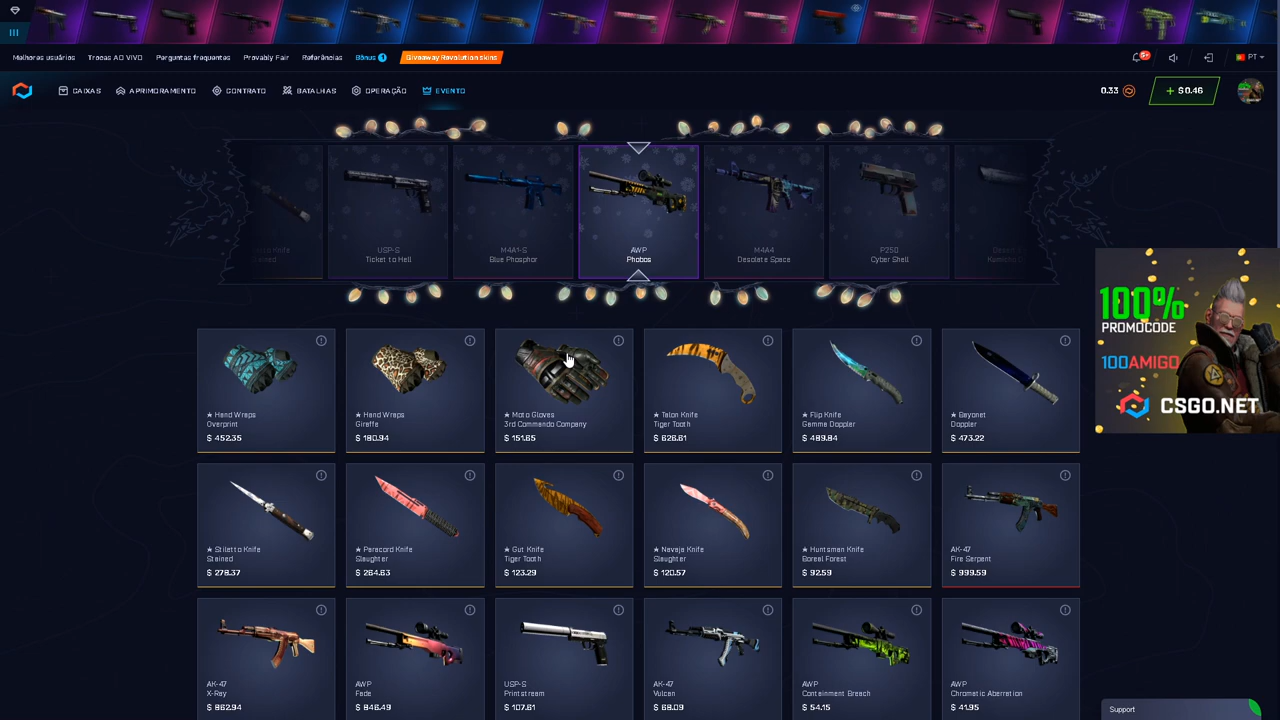 Melhores usuários
Trocas AO VIVO
Perguntas frequentes
Provably Fair
Referências
Bônus
Giveaway Revolution skins
5+
PT
CAIXAS
APRIMORAMENTO
CONTRATO
BATALHAS
OPERAÇÃO
EVENTO
0.33
+ $ 0.46
USP-S
Ticket to Hell
M4A1-S
Blue Phosphor
AWP
Phobos
M4A4
Desolate Space
P250
Cyber Shell
★ Hand Wraps
Overprint
$ 452.35
★ Hand Wraps
Giraffe
$ 180.94
★ Moto Gloves
3rd Commando Company
$ 151.65
★ Talon Knife
Tiger Tooth
$ 626.61
★ Flip Knife
Gamma Doppler
$ 489.84
★ Bayonet
Doppler
$ 473.22
100%
PROMOCODE
100AMIGO
CSGO.NET
★ Stiletto Knife
Stained
$ 278.37
★ Paracord Knife
Slaughter
$ 264.63
★ Gut Knife
Tiger Tooth
$ 123.29
★ Navaja Knife
Slaughter
$ 120.57
★ Huntsman Knife
Boreal Forest
$ 92.59
AK-47
Fire Serpent
$ 999.59
AK-47
X-Ray
$ 862.94
AWP
Fade
$ 846.49
USP-S
Printstream
$ 107.61
AK-47
Vulcan
$ 68.09
AWP
Containment Breach
$ 54.15
AWP
Chromatic Aberration
$ 41.95
Support